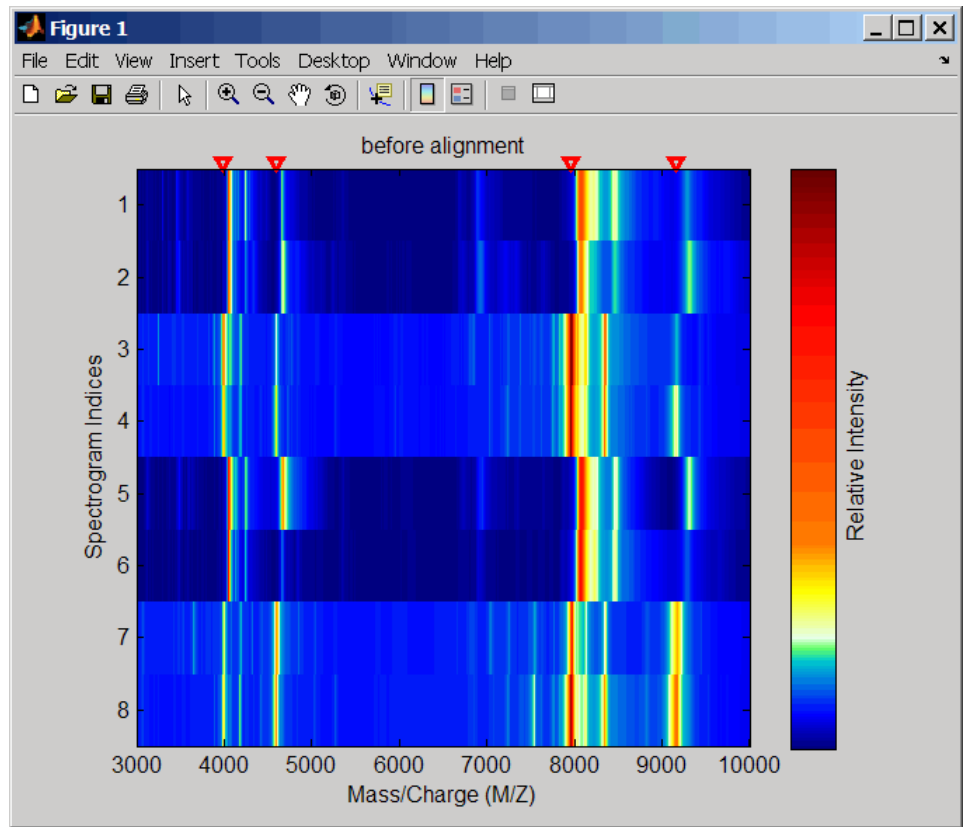 Figure 1
File Edit View Insert Tools Desktop Window Help
before alignment
1
2
3
4
5
6
7
8
Spectrogram Indices
3000 4000 5000 6000 7000 8000 9000 10000
Mass/Charge (M/Z)
Relative Intensity